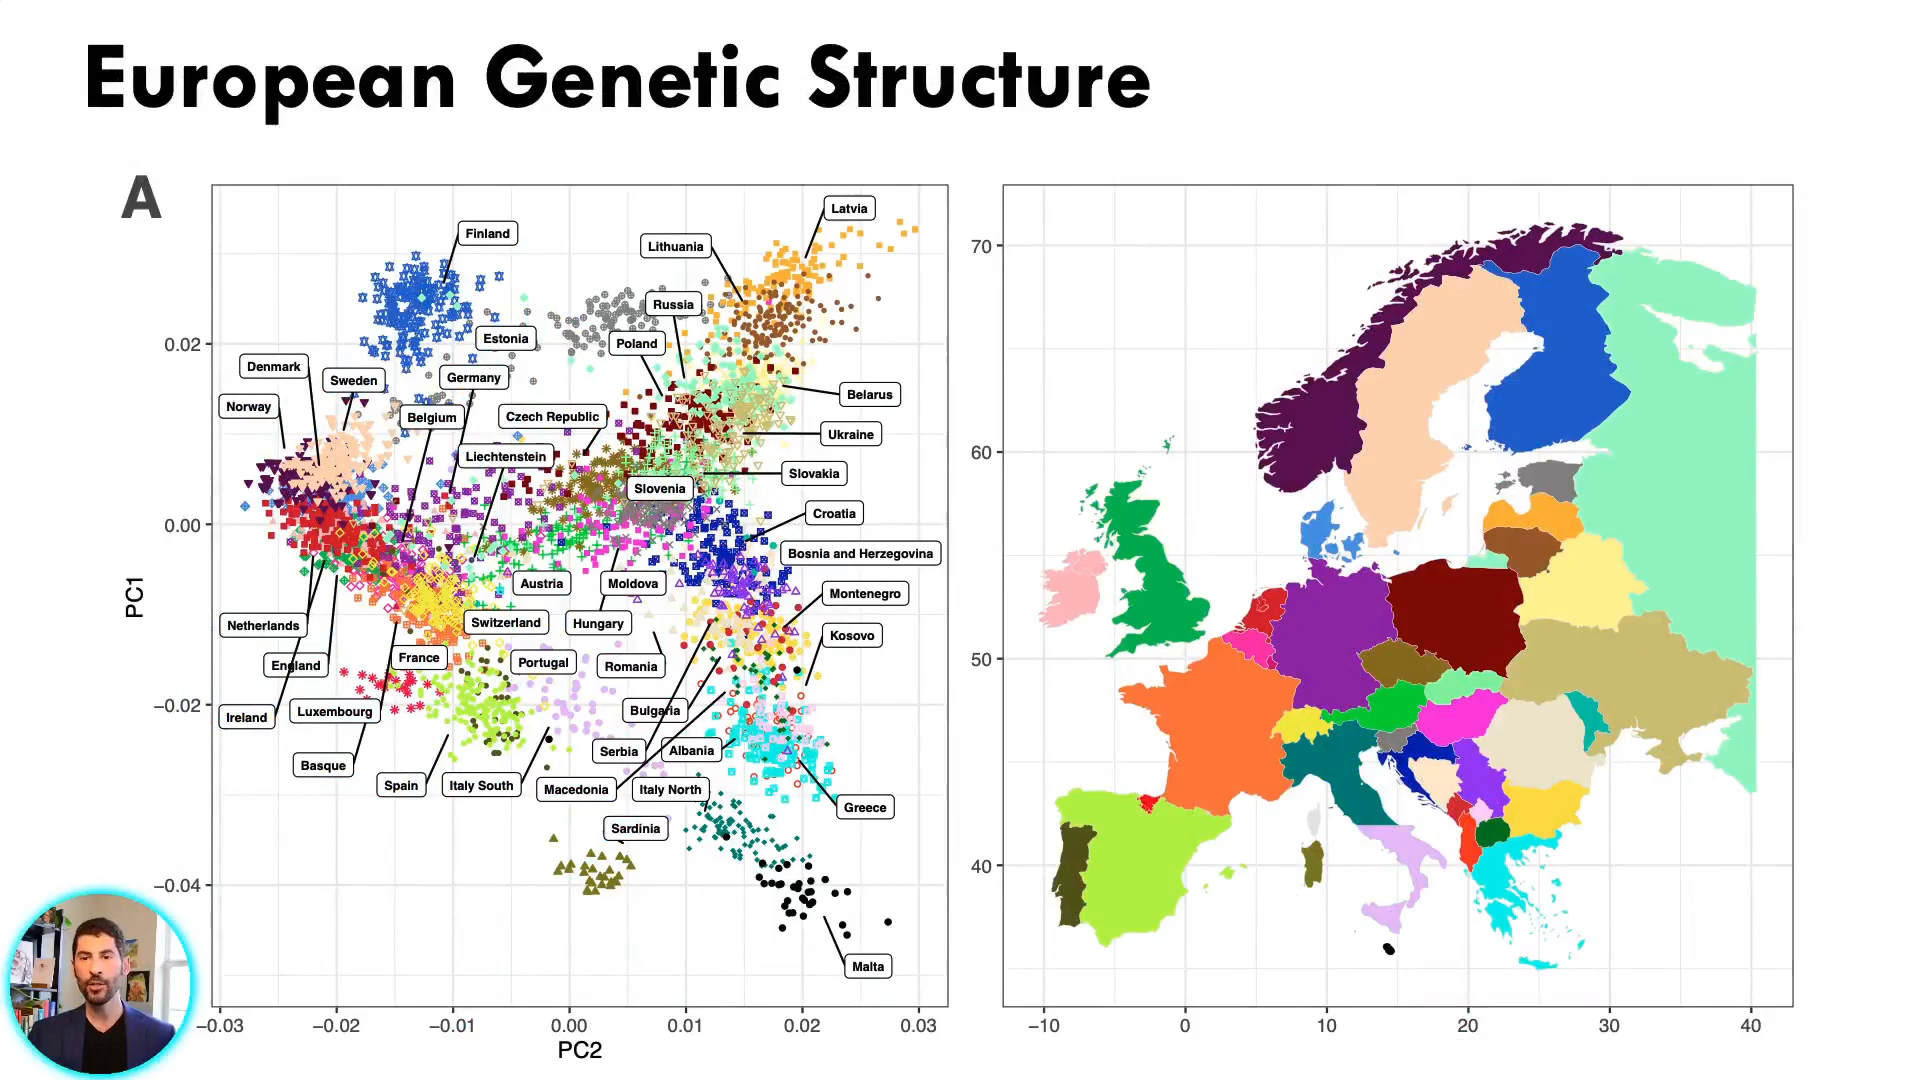 European Genetic Structure
A
Latvia
Finland
Lithuania
Russia
Estonia
Poland
Denmark
Sweden
Germany
Belarus
Norway
Belgium
Czech Republic
Ukraine
Liechtenstein
Slovakia
Slovenia
Croatia
Bosnia and Herzegovina
Austria
Moldova
Montenegro
Netherlands
Switzerland
Hungary
Kosovo
England
France
Portugal
Romania
Ireland
Luxembourg
Bulgaria
Serbia
Albania
Basque
Spain
Italy South
Macedonia
Italy North
Greece
Sardinia
Malta
0.02
0.00
−0.02
−0.04
PC1
−0.03 −0.02 −0.01 0.00 0.01 0.02 0.03
PC2
70
60
50
40
−10 0 10 20 30 40